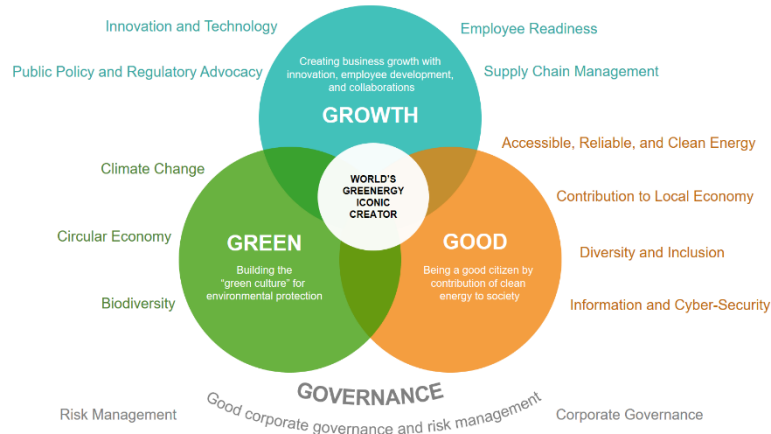 Innovation and Technology
Employee Readiness
Public Policy and Regulatory Advocacy
Supply Chain Management
Creating business growth with
innovation, employee development,
and collaborations
GROWTH
Accessible, Reliable, and Clean Energy
Climate Change
WORLD'S
GREENERGY
ICONIC
CREATOR
Contribution to Local Economy
Circular Economy
GREEN
GOOD
Diversity and Inclusion
Building the
"green culture" for
environmental protection
Being a good citizen by
contribution of clean
energy to society
Biodiversity
Information and Cyber-Security
GOVERNANCE
Good corporate governance and risk management
Risk Management
Corporate Governance